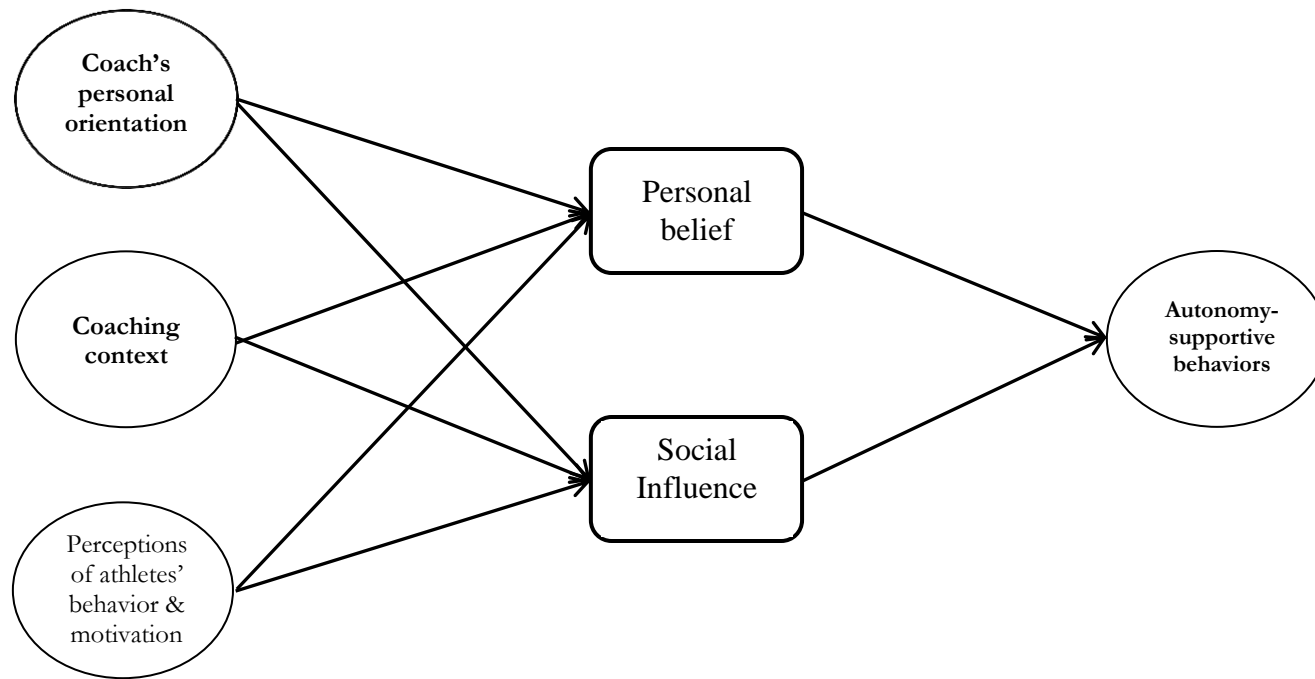 Coach’s
personal
orientation
Coaching
context
Perceptions
of athletes’
behavior &
motivation
Personal
belief
Social
Influence
Autonomy-
supportive
behaviors